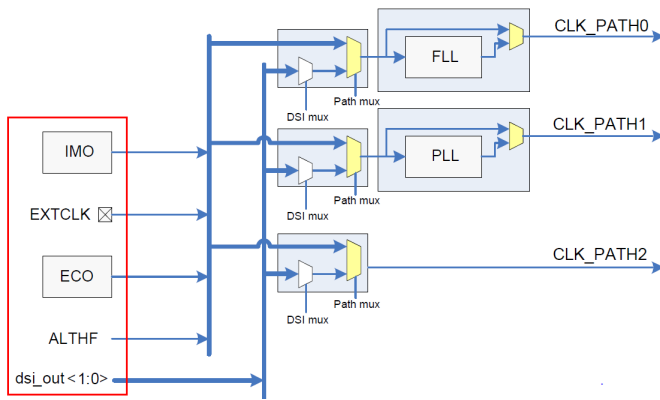 CLK_PATH0
FLL
DSI mux
Path mux
CLK_PATH1
IMO
PLL
DSI mux
Path mux
EXTCLK
CLK_PATH2
ECO
DSI mux
Path mux
ALTHF
dsi_out<1:0>